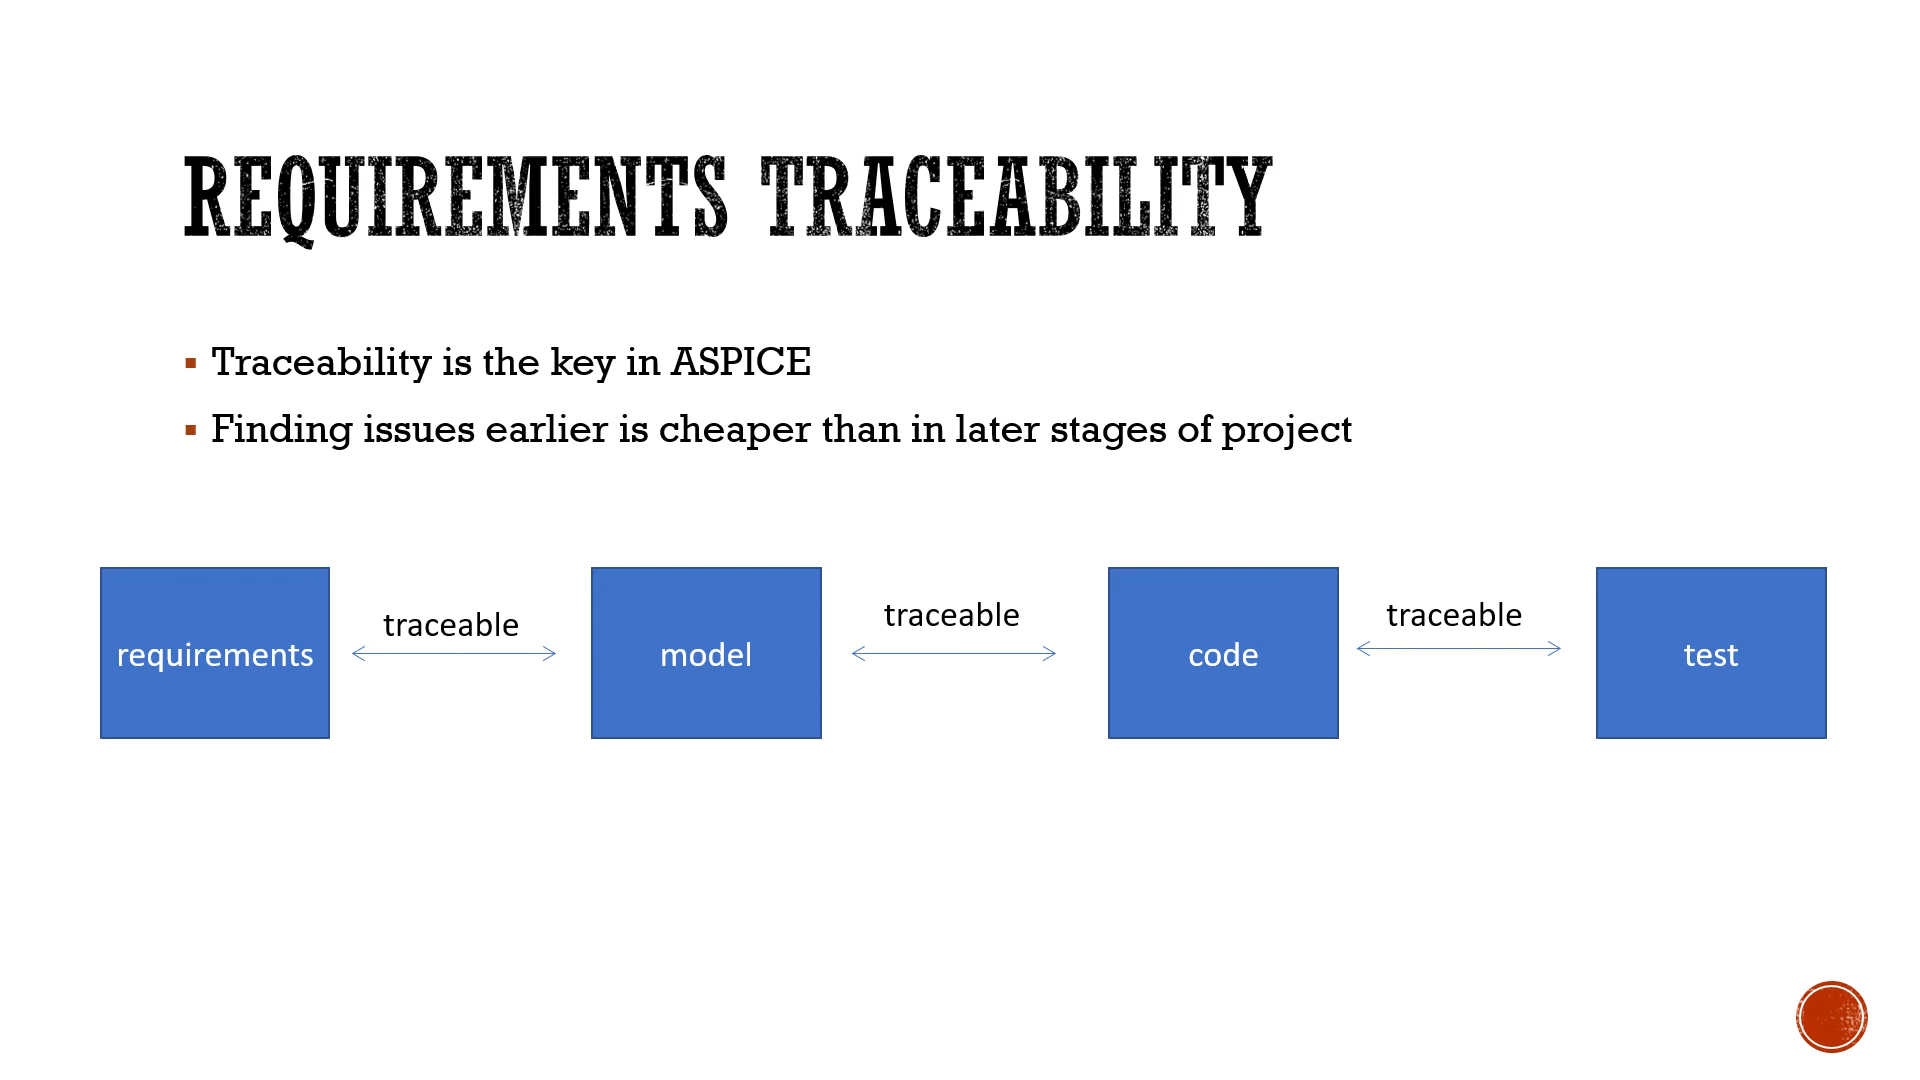 REQUIREMENTS TRACEABILITY
Traceability is the key in ASPICE
Finding issues earlier is cheaper than in later stages of project
requirements
traceable
model
traceable
code
traceable
test